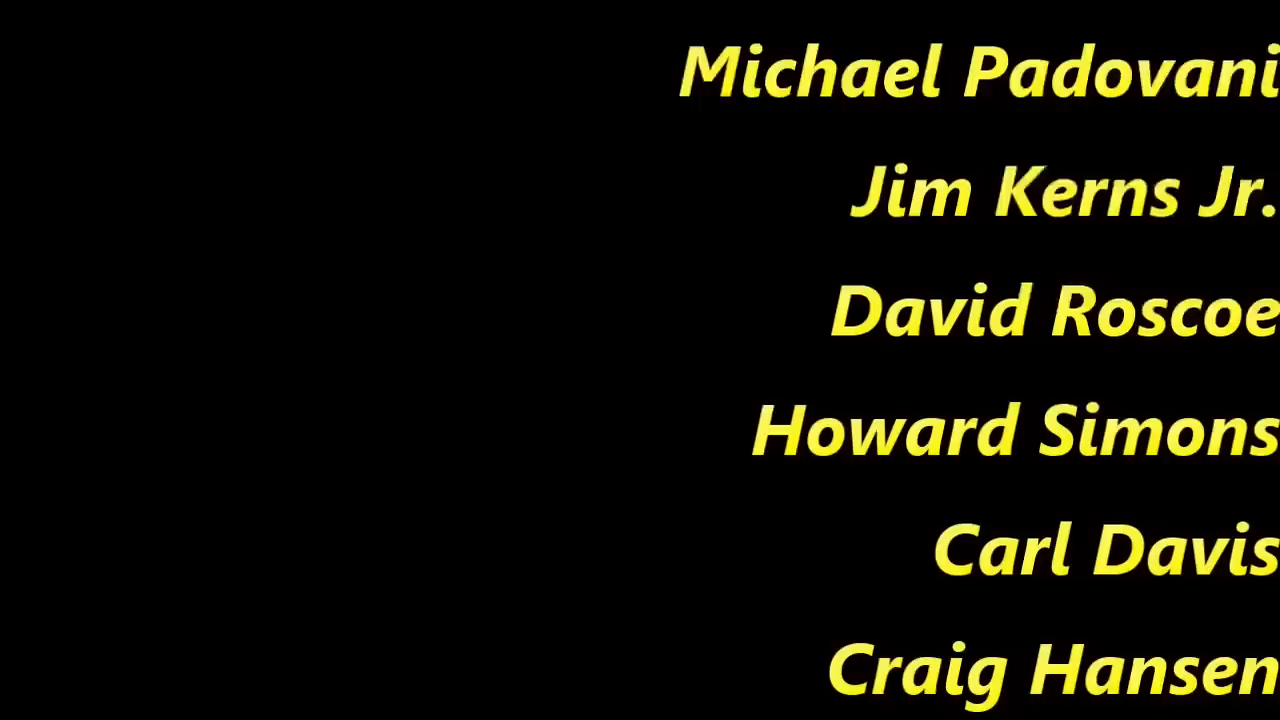 Michael Padovani
Jim Kerns Jr.
David Roscoe
Howard Simons
Carl Davis
Craig Hansen